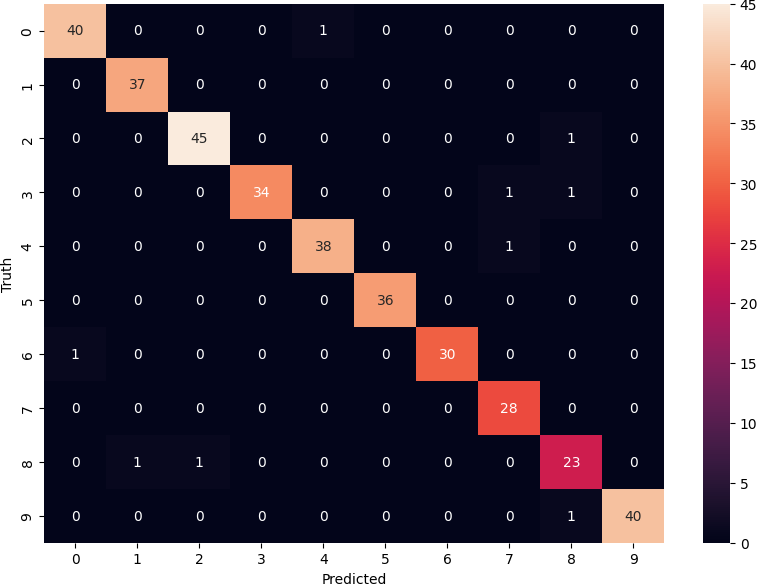 0 40 0 0 0 1 0 0 0 0 0
1 0 37 0 0 0 0 0 0 0 0
2 0 0 45 0 0 0 0 0 1 0
3 0 0 0 34 0 0 0 1 1 0
4 0 0 0 0 38 0 0 1 0 0
5 0 0 0 0 0 36 0 0 0 0
6 1 0 0 0 0 0 30 0 0 0
7 0 0 0 0 0 0 0 28 0 0
8 0 1 1 0 0 0 0 0 23 0
9 0 0 0 0 0 0 0 0 1 40
0 1 2 3 4 5 6 7 8 9
Predicted
Truth
45
40
35
30
25
20
15
10
5
0